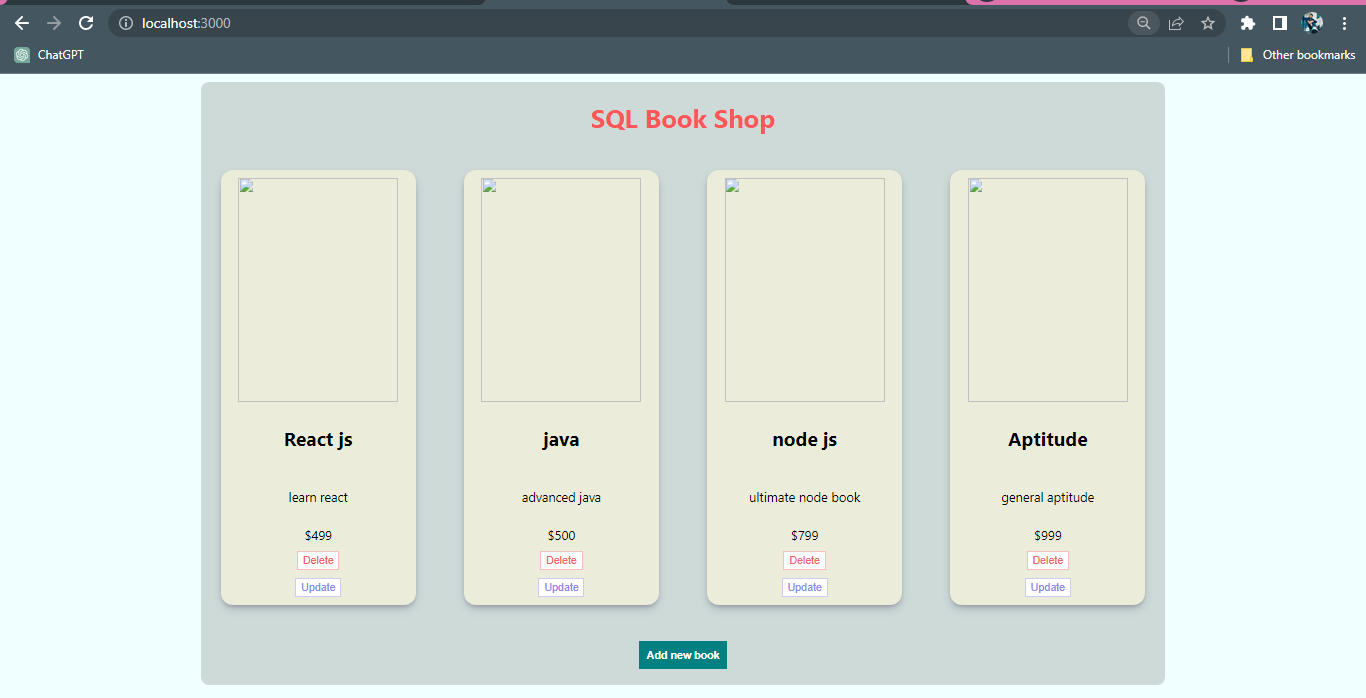 localhost:3000
ChatGPT
Other bookmarks
SQL Book Shop
React js
learn react
$499
Delete
Update
java
advanced java
$500
Delete
Update
node js
ultimate node book
$799
Delete
Update
Aptitude
general aptitude
$999
Delete
Update
Add new book